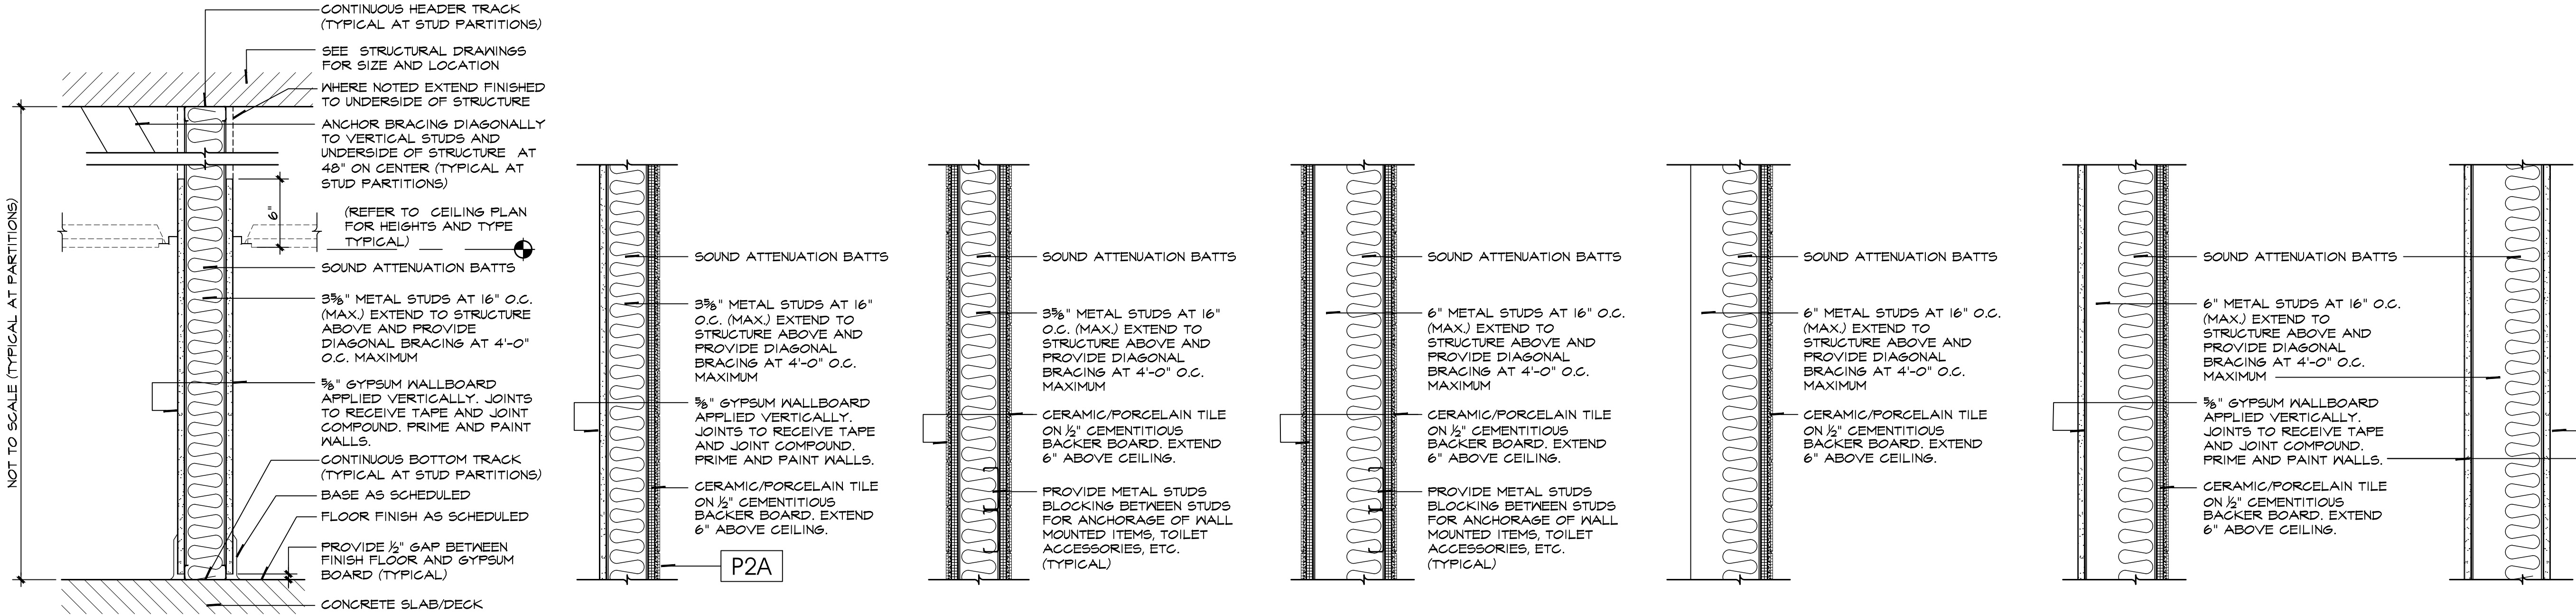 CONTINUOUS HEADER TRACK
(TYPICAL AT STUD PARTITIONS)
SEE STRUCTURAL DRAWINGS
FOR SIZE AND LOCATION
WHERE NOTED EXTEND FINISHED
TO UNDERSIDE OF STRUCTURE
ANCHOR BRACING DIAGONALLY
TO VERTICAL STUDS AND
UNDERSIDE OF STRUCTURE AT
48" ON CENTER (TYPICAL AT
STUD PARTITIONS)
6"
(REFER TO CEILING PLAN
FOR HEIGHTS AND TYPE
TYPICAL)
NOT TO SCALE (TYPICAL AT PARTITIONS)
SOUND ATTENUATION BATTS
3⅝" METAL STUDS AT 16" O.C.
(MAX.) EXTEND TO STRUCTURE
ABOVE AND PROVIDE
DIAGONAL BRACING AT 4'-0"
O.C. MAXIMUM
⅝" GYPSUM WALLBOARD
APPLIED VERTICALLY. JOINTS
TO RECEIVE TAPE AND JOINT
COMPOUND. PRIME AND PAINT
WALLS.
CONTINUOUS BOTTOM TRACK
(TYPICAL AT STUD PARTITIONS)
BASE AS SCHEDULED
FLOOR FINISH AS SCHEDULED
PROVIDE ½" GAP BETWEEN
FINISH FLOOR AND GYPSUM
BOARD (TYPICAL)
CONCRETE SLAB/DECK
SOUND ATTENUATION BATTS
3⅝" METAL STUDS AT 16"
O.C. (MAX.) EXTEND TO
STRUCTURE ABOVE AND
PROVIDE DIAGONAL
BRACING AT 4'-0" O.C.
MAXIMUM
⅝" GYPSUM WALLBOARD
APPLIED VERTICALLY.
JOINTS TO RECEIVE TAPE
AND JOINT COMPOUND.
PRIME AND PAINT WALLS.
CERAMIC/PORCELAIN TILE
ON ½" CEMENTITIOUS
BACKER BOARD. EXTEND
6" ABOVE CEILING.
P2A
SOUND ATTENUATION BATTS
3⅝" METAL STUDS AT 16"
O.C. (MAX.) EXTEND TO
STRUCTURE ABOVE AND
PROVIDE DIAGONAL
BRACING AT 4'-0" O.C.
MAXIMUM
CERAMIC/PORCELAIN TILE
ON ½" CEMENTITIOUS
BACKER BOARD. EXTEND
6" ABOVE CEILING.
PROVIDE METAL STUDS
BLOCKING BETWEEN STUDS
FOR ANCHORAGE OF WALL
MOUNTED ITEMS, TOILET
ACCESSORIES, ETC.
(TYPICAL)
SOUND ATTENUATION BATTS
6" METAL STUDS AT 16" O.C.
(MAX.) EXTEND TO
STRUCTURE ABOVE AND
PROVIDE DIAGONAL
BRACING AT 4'-0" O.C.
MAXIMUM
CERAMIC/PORCELAIN TILE
ON ½" CEMENTITIOUS
BACKER BOARD. EXTEND
6" ABOVE CEILING.
PROVIDE METAL STUDS
BLOCKING BETWEEN STUDS
FOR ANCHORAGE OF WALL
MOUNTED ITEMS, TOILET
ACCESSORIES, ETC.
(TYPICAL)
SOUND ATTENUATION BATTS
6" METAL STUDS AT 16" O.C.
(MAX.) EXTEND TO
STRUCTURE ABOVE AND
PROVIDE DIAGONAL
BRACING AT 4'-0" O.C.
MAXIMUM
CERAMIC/PORCELAIN TILE
ON ½" CEMENTITIOUS
BACKER BOARD. EXTEND
6" ABOVE CEILING.
SOUND ATTENUATION BATTS
6" METAL STUDS AT 16" O.C.
(MAX.) EXTEND TO
STRUCTURE ABOVE AND
PROVIDE DIAGONAL
BRACING AT 4'-0" O.C.
MAXIMUM
⅝" GYPSUM WALLBOARD
APPLIED VERTICALLY.
JOINTS TO RECEIVE TAPE
AND JOINT COMPOUND.
PRIME AND PAINT WALLS.
CERAMIC/PORCELAIN TILE
ON ½" CEMENTITIOUS
BACKER BOARD. EXTEND
6" ABOVE CEILING.